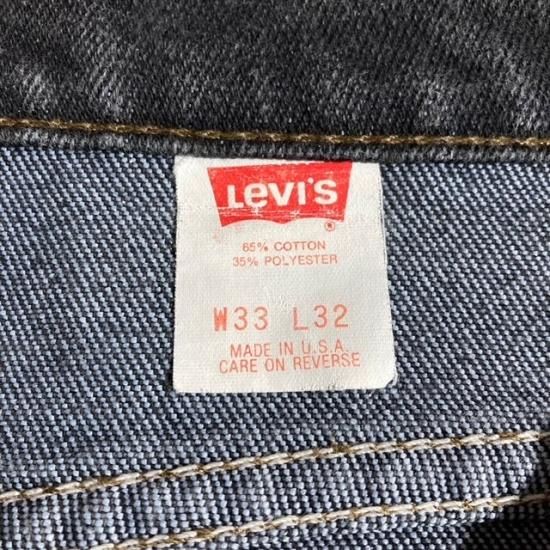 LEVI'S ®
65% COTTON
35% POLYESTER
W33 L32
MADE IN U.S.A.
CARE ON REVERSE